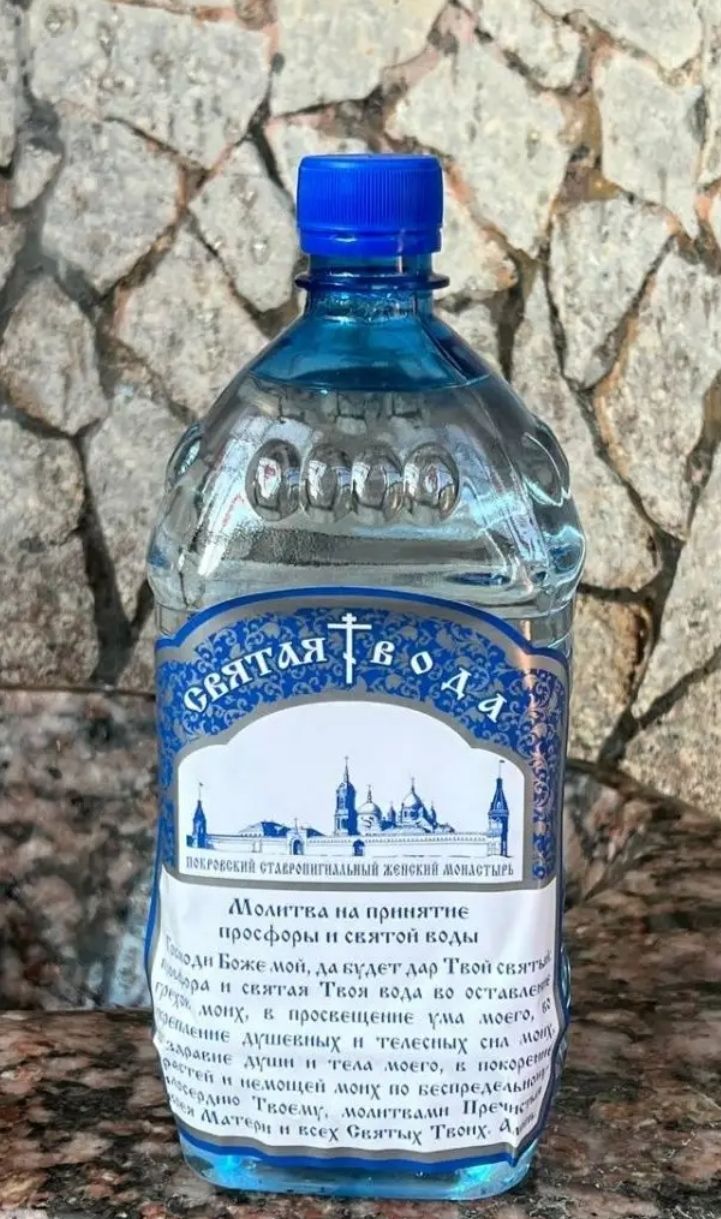 СВЯТАЯ ВОДА
ПОКРОВСКИЙ СТАВРОПИГИАЛЬНЫЙ ЖЕНСКИЙ МОНАСТЫРЬ
Молитва на принятие
просфоры и святой воды
Господи Боже мой, да будет дар Твой святый:
просфора и святая Твоя вода во оставление
грехов моих, в просвещение ума моего, во
укрепление душевных и телесных сил моих,
во здравие души и тела моего, в покорение
страстей и немощей моих по беспредельному
милосердию Твоему, молитвами Пречистыя
Твоея Матери и всех Святых Твоих. Аминь.